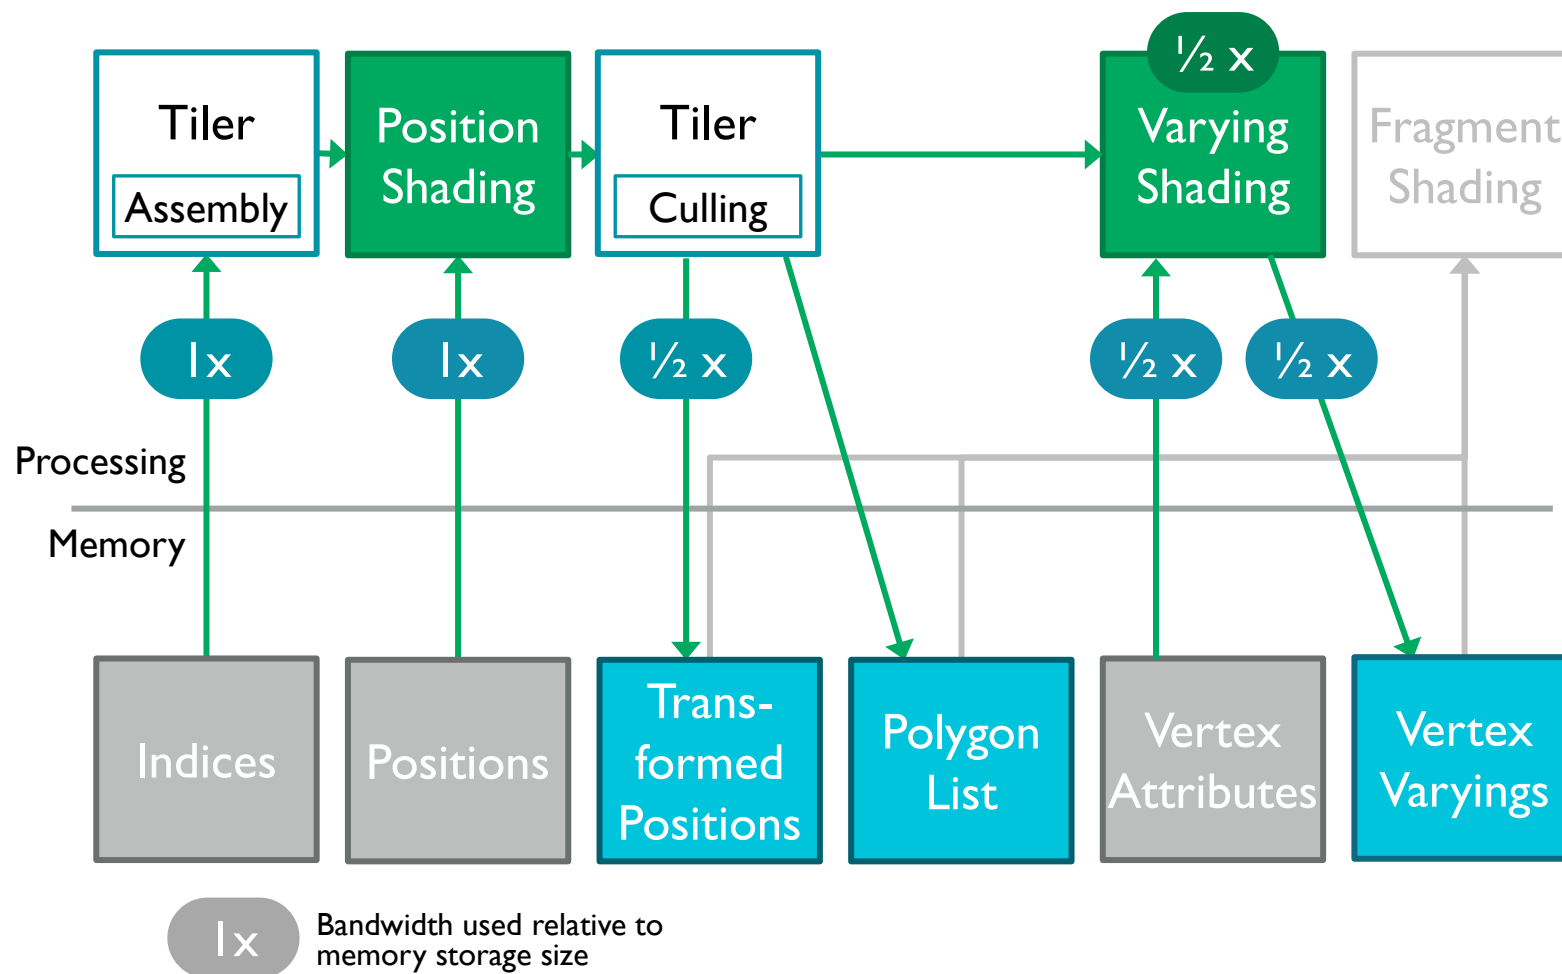 ½ x
Tiler
Assembly
Position
Shading
Tiler
Culling
Varying
Shading
Fragment
Shading
1x
1x
½ x
½ x
½ x
Processing
Memory
Indices
Positions
Trans-
formed
Positions
Polygon
List
Vertex
Attributes
Vertex
Varyings
1x
Bandwidth used relative to
memory storage size